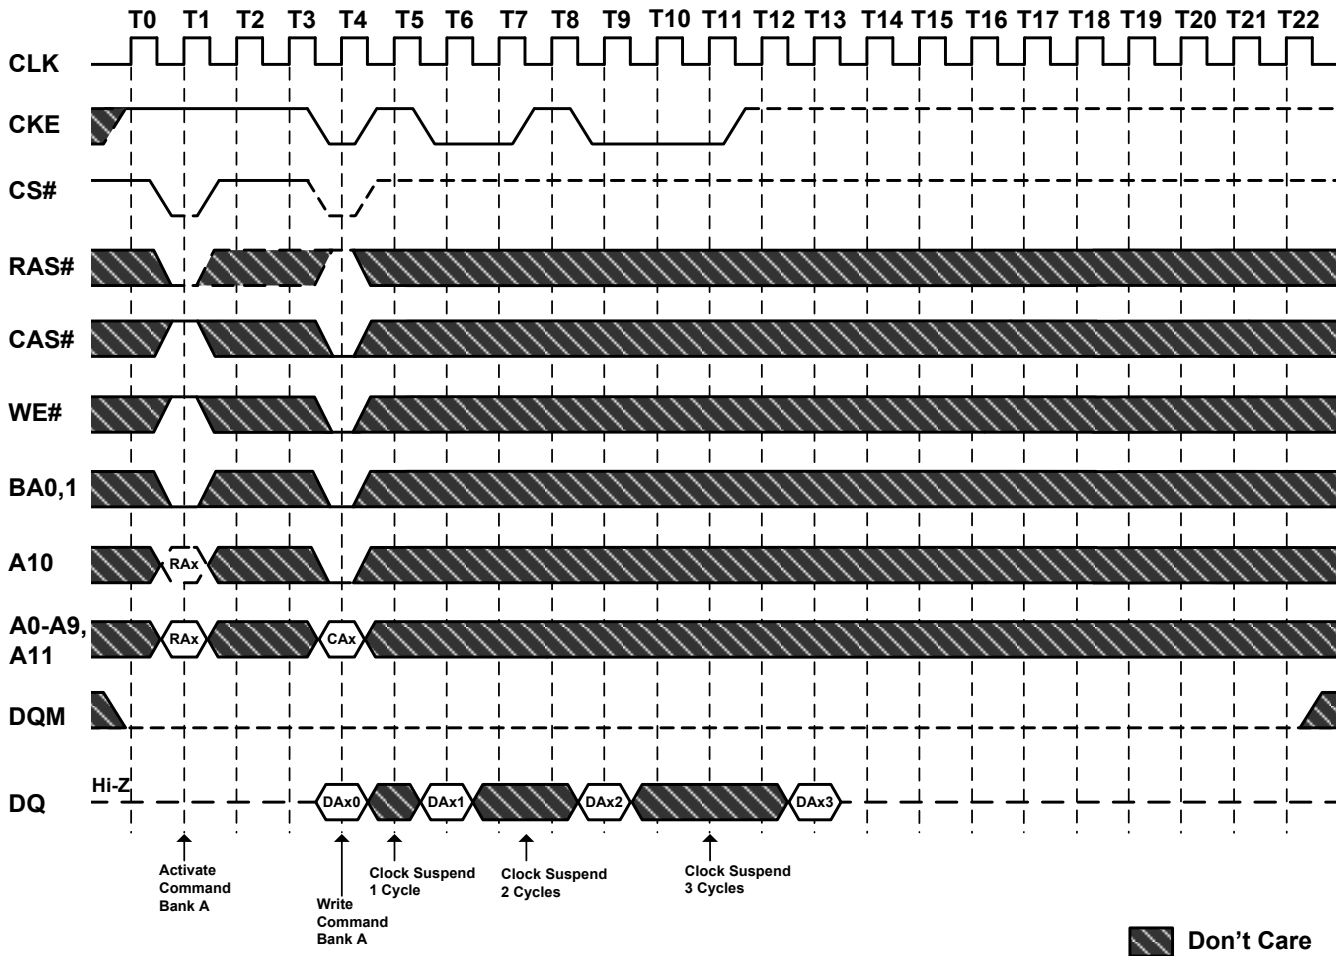 T0 T1 T2 T3 T4 T5 T6 T7 T8 T9 T10 T11 T12 T13 T14 T15 T16 T17 T18 T19 T20 T21 T22
CLK
CKE
CS#
RAS#
CAS#
WE#
BA0,1
A10
RAx
A0-A9,
A11
RAx
CAx
DQM
Hi-Z
DQ
DAx0
DAx1
DAx2
DAx3
Activate
Command
Bank A
Write
Command
Bank A
Clock Suspend
1 Cycle
Clock Suspend
2 Cycles
Clock Suspend
3 Cycles
Don't Care